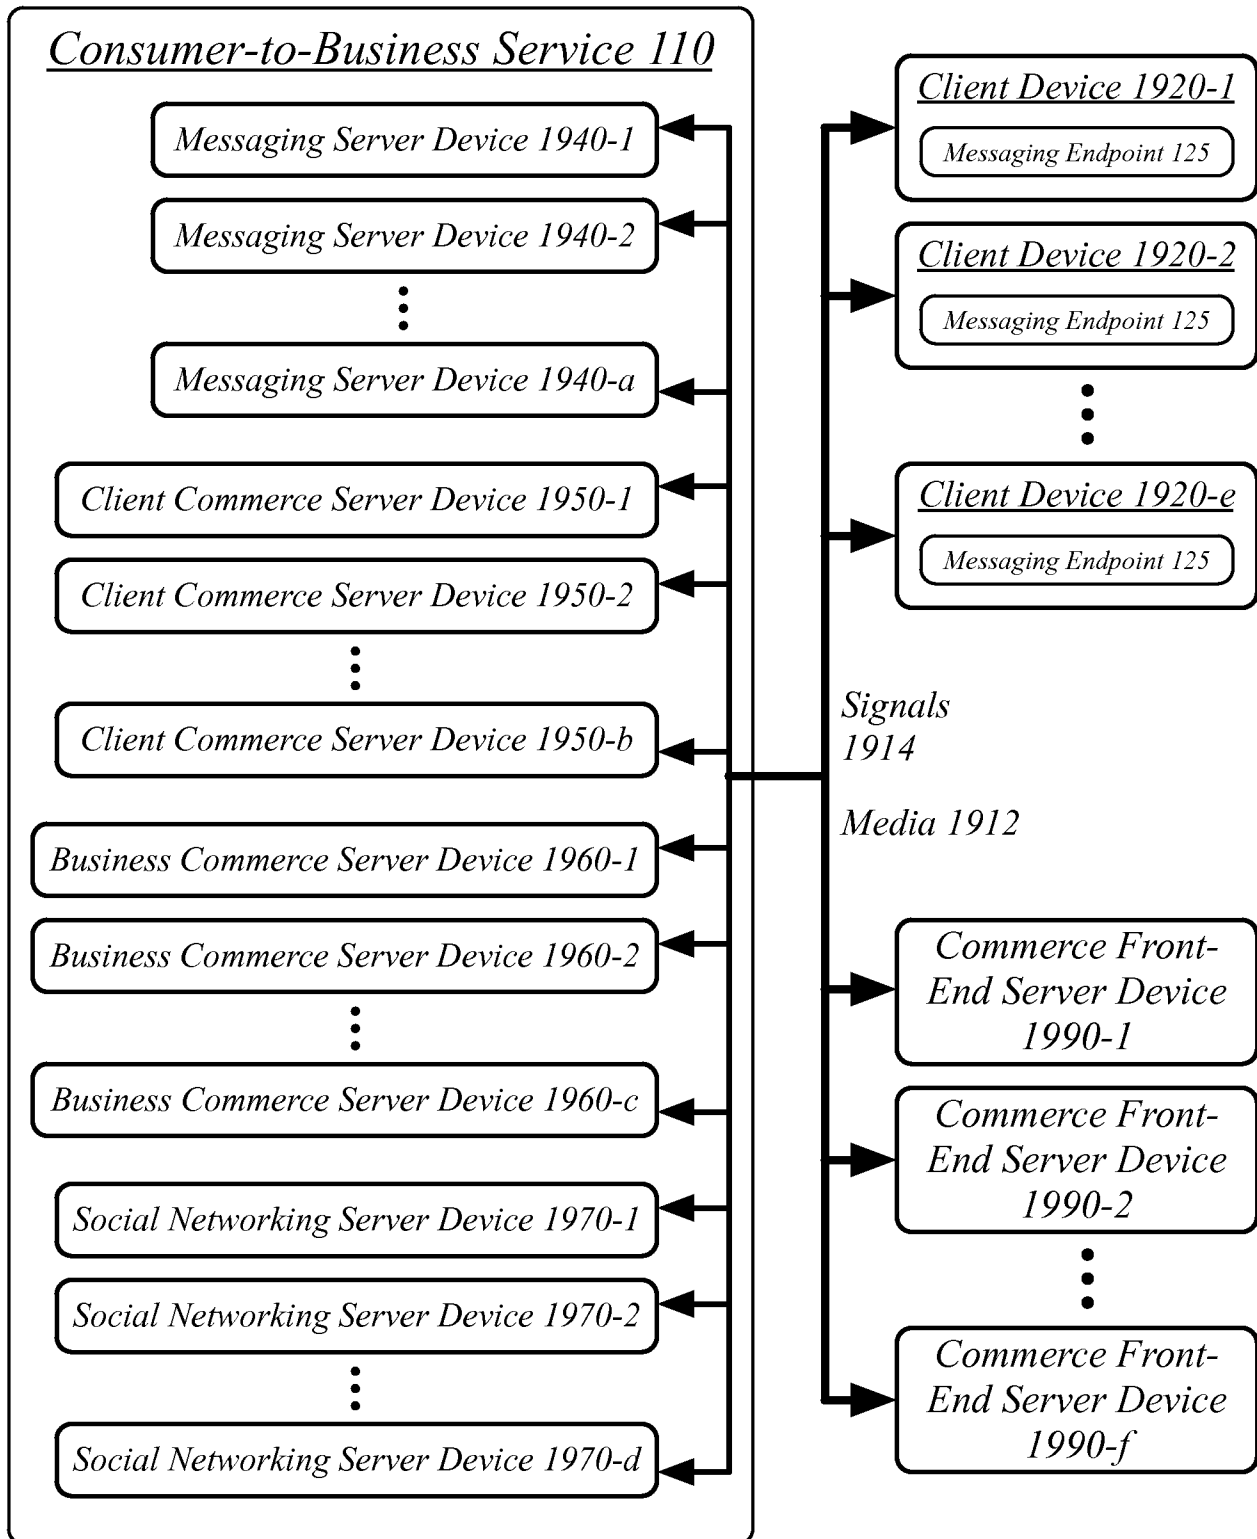 Consumer-to-Business Service 110
Messaging Server Device 1940-1
Messaging Server Device 1940-2
Messaging Server Device 1940-a
Client Commerce Server Device 1950-1
Client Commerce Server Device 1950-2
Client Commerce Server Device 1950-b
Business Commerce Server Device 1960-1
Business Commerce Server Device 1960-2
Business Commerce Server Device 1960-c
Social Networking Server Device 1970-1
Social Networking Server Device 1970-2
Social Networking Server Device 1970-d
Client Device 1920-1
Messaging Endpoint 125
Client Device 1920-2
Messaging Endpoint 125
Client Device 1920-e
Messaging Endpoint 125
Signals
1914
Media 1912
Commerce Front-
End Server Device
1990-1
Commerce Front-
End Server Device
1990-2
Commerce Front-
End Server Device
1990-f